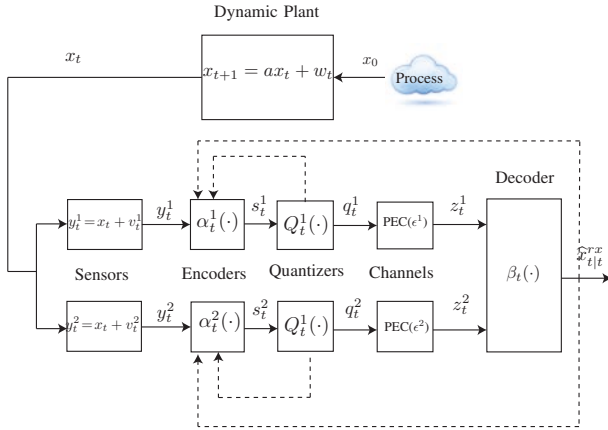 Dynamic Plant
x_t
x_{t+1} = ax_t + w_t
x_0
Process
Decoder
y_t^1 = x_t + v_t^1
y_t^1
α_t^1(·)
s_t^1
Q_t^1(·)
q_t^1
PEC(ε^1)
z_t^1
Sensors
Encoders
Quantizers
Channels
β_t(·)
x̂_{t|t}^{rx}
y_t^2 = x_t + v_t^2
y_t^2
α_t^2(·)
s_t^2
Q_t^1(·)
q_t^2
PEC(ε^2)
z_t^2